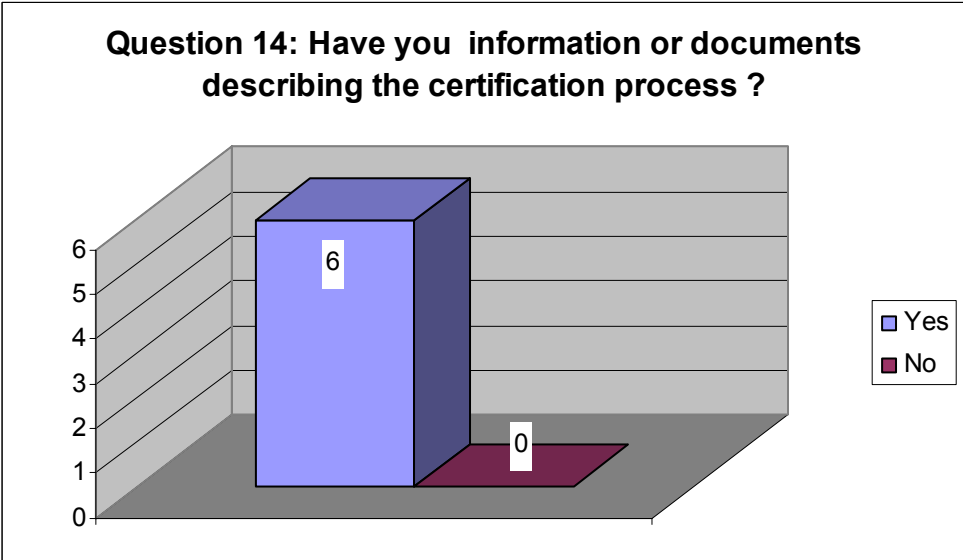 Question 14: Have you  information or documents
describing the certification process ?
6
5
4
3
2
1
0
6
0
Yes
No